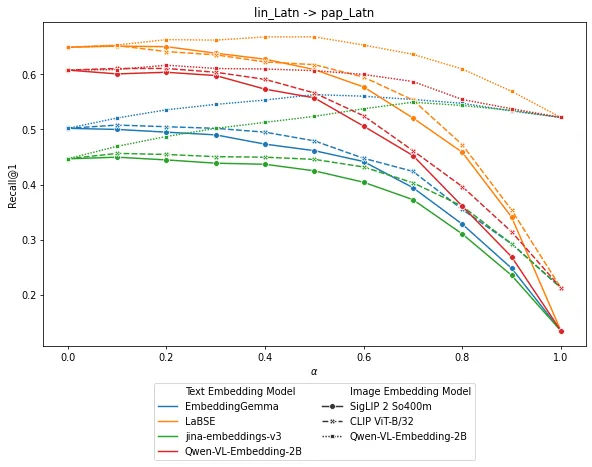 lin_Latn -> pap_Latn
Recall@1
0.6
0.5
0.4
0.3
0.2
0.0 0.2 0.4 0.6 0.8 1.0
α
Text Embedding Model Image Embedding Model
EmbeddingGemma SigLIP 2 So400m
LaBSE CLIP ViT-B/32
jina-embeddings-v3 Qwen-VL-Embedding-2B
Qwen-VL-Embedding-2B